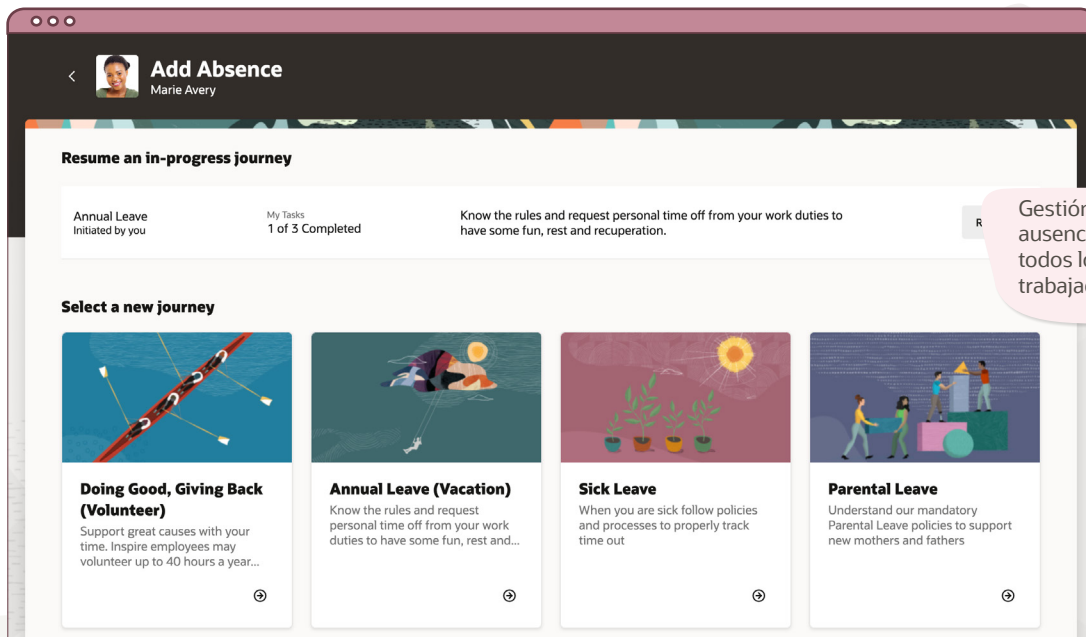 Add Absence
Marie Avery
Resume an in-progress journey
Annual Leave
Initiated by you
My Tasks
1 of 3 Completed
Know the rules and request personal time off from your work duties to
have some fun, rest and recuperation.
R
Gestión
todos
Select a new journey
Doing Good, Giving Back
(Volunteer)
Support great causes with your
time. Inspire employees may
volunteer up to 40 hours a year...
Annual Leave (Vacation)
Know the rules and request
personal time off from your work
duties to have some fun, rest and...
Sick Leave
When you are sick follow policies
and processes to properly track
time out
Parental Leave
Understand our mandatory
Parental Leave policies to support
new mothers and fathers